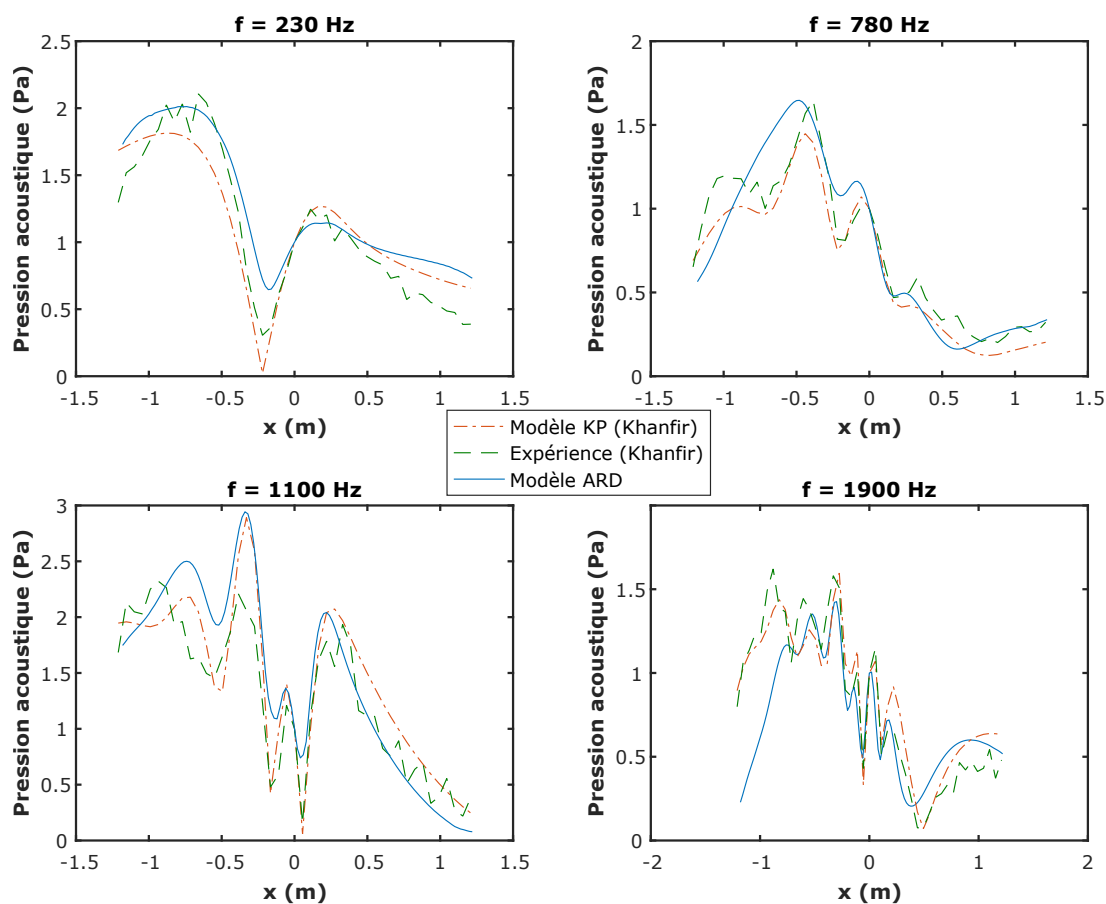 f = 230 Hz
Pression acoustique (Pa)
2.5
2
1.5
1
0.5
0
-1.5 -1 -0.5 0 0.5 1 1.5
x (m)
f = 780 Hz
Pression acoustique (Pa)
2
1.5
1
0.5
0
-1.5 -1 -0.5 0 0.5 1 1.5
x (m)
Modèle KP (Khanfir)
Expérience (Khanfir)
Modèle ARD
f = 1100 Hz
Pression acoustique (Pa)
3
2.5
2
1.5
1
0.5
0
-1.5 -1 -0.5 0 0.5 1 1.5
x (m)
f = 1900 Hz
Pression acoustique (Pa)
1.5
1
0.5
0
-2 -1 0 1 2
x (m)